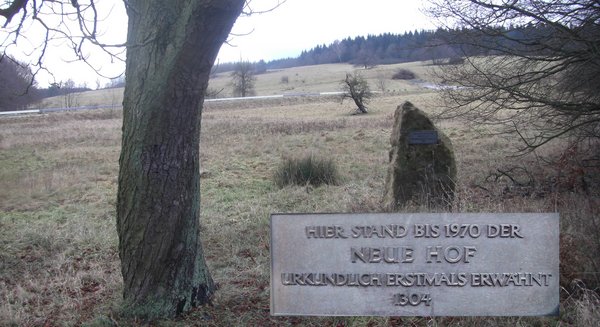 HIER STAND BIS 1970 DER
NEUE HOF
URKUNDLICH ERSTMALS ERWÄHNT
1304